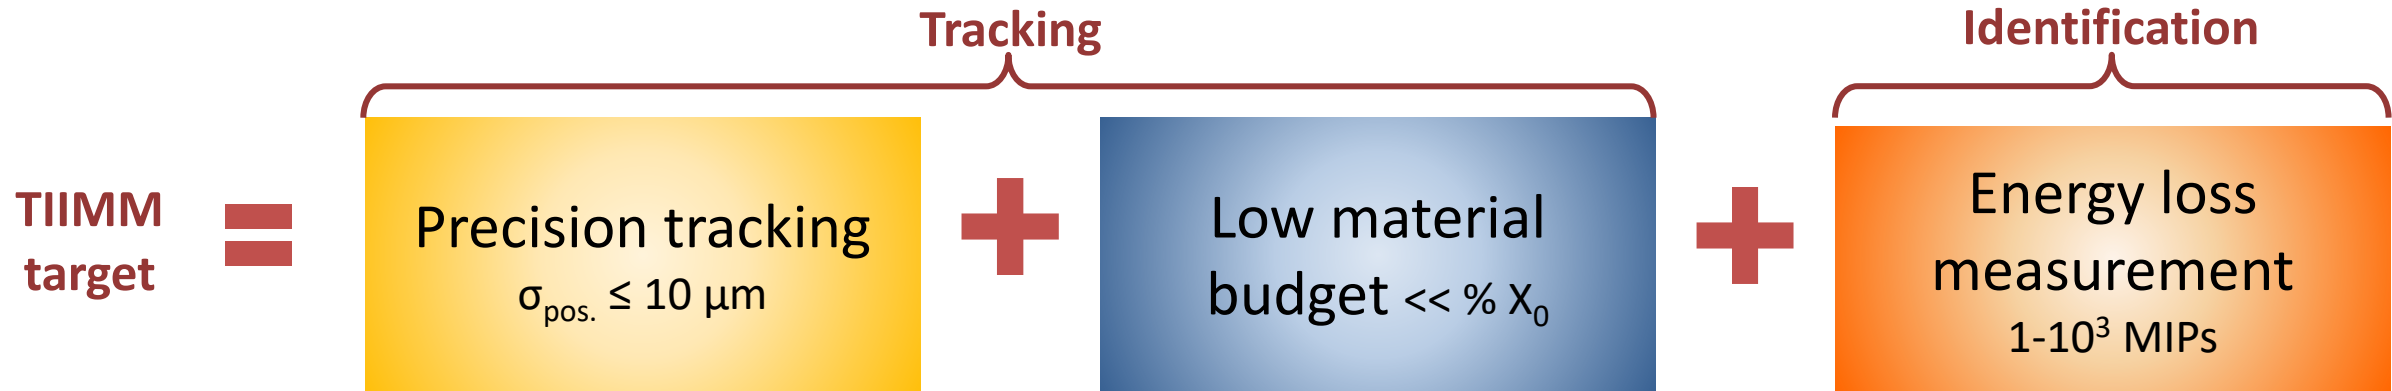 Tracking
Identification
TIIMM
target
=
Precision tracking
σpos. ≤ 10 µm
+
Low material
budget << % X0
+
Energy loss
measurement
1-10³ MIPs